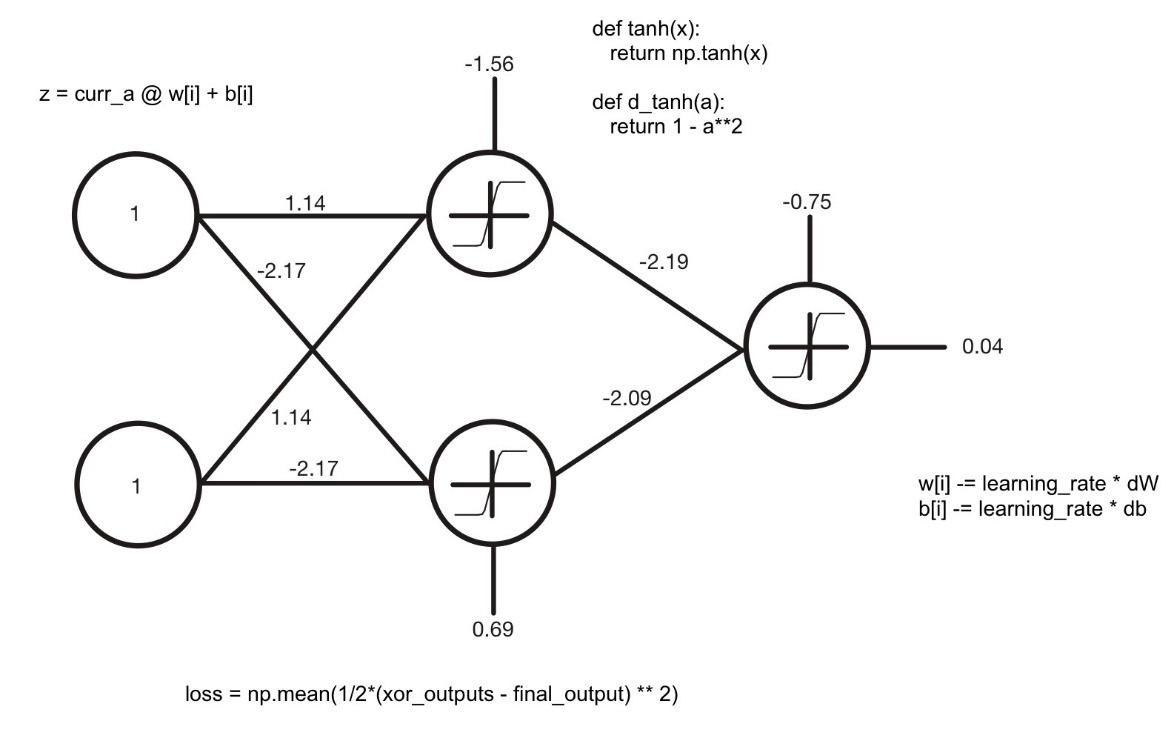 def tanh(x):
return np.tanh(x)
-1.56
z = curr_a @ w[i] + b[i]
def d_tanh(a):
return 1 - a**2
1
1.14
-0.75
-2.17
-2.19
0.04
-2.09
1.14
-2.17
1
w[i] -= learning_rate * dW
b[i] -= learning_rate * db
0.69
loss = np.mean(1/2*(xor_outputs - final_output) ** 2)